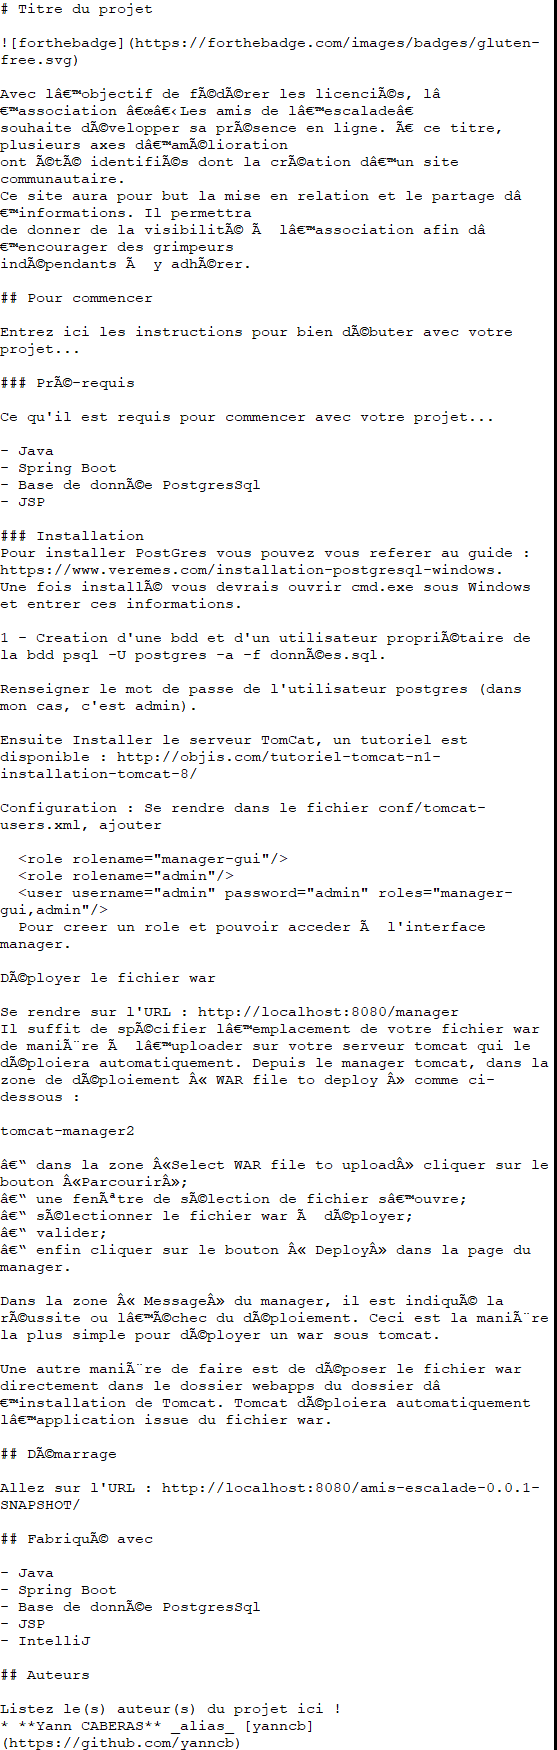 # Titre du projet
![forthebadge](https://forthebadge.com/images/badges/gluten-
free.svg)
Avec lâ€™objectif de fÃ©dÃ©rer les licenciÃ©s, lâ
€™association â€œâ€‹Les amis de lâ€™escaladeâ€
souhaite dÃ©velopper sa prÃ©sence en ligne. Ã€ ce titre,
plusieurs axes dâ€™amÃ©lioration
ont Ã©tÃ© identifiÃ©s dont la crÃ©ation dâ€™un site
communautaire.
Ce site aura pour but la mise en relation et le partage dâ
€™informations. Il permettra
de donner de la visibilitÃ© Ã  lâ€™association afin dâ
€™encourager des grimpeurs
indÃ©pendants Ã  y adhÃ©rer.
## Pour commencer
Entrez ici les instructions pour bien dÃ©buter avec votre
projet...
### PrÃ©-requis
Ce qu'il est requis pour commencer avec votre projet...
- Java
- Spring Boot
- Base de donnÃ©e PostgresSql
- JSP
### Installation
Pour installer PostGres vous pouvez vous referer au guide :
https://www.veremes.com/installation-postgresql-windows.
Une fois installÃ© vous devrais ouvrir cmd.exe sous Windows
et entrer ces informations.
1 - Creation d'une bdd et d'un utilisateur propriÃ©taire de
la bdd psql -U postgres -a -f donnÃ©es.sql.
Renseigner le mot de passe de l'utilisateur postgres (dans
mon cas, c'est admin).
Ensuite Installer le serveur TomCat, un tutoriel est
disponible : http://objis.com/tutoriel-tomcat-n1-
installation-tomcat-8/
Configuration : Se rendre dans le fichier conf/tomcat-
users.xml, ajouter
<role rolename="manager-gui"/>
<role rolename="admin"/>
<user username="admin" password="admin" roles="manager-
gui,admin"/>
Pour creer un role et pouvoir acceder Ã  l'interface
manager.
DÃ©ployer le fichier war
Se rendre sur l'URL : http://localhost:8080/manager
Il suffit de spÃ©cifier lâ€™emplacement de votre fichier war
de maniÃ¨re Ã  lâ€™uploader sur votre serveur tomcat qui le
dÃ©ploiera automatiquement. Depuis le manager tomcat, dans la
zone de dÃ©ploiement Â« WAR file to deploy Â» comme ci-
dessous :
tomcat-manager2
â€“ dans la zone Â«Select WAR file to uploadÂ» cliquer sur le
bouton Â«ParcourirÂ»;
â€“ une fenÃªtre de sÃ©lection de fichier sâ€™ouvre;
â€“ sÃ©lectionner le fichier war Ã  dÃ©ployer;
â€“ valider;
â€“ enfin cliquer sur le bouton Â« DeployÂ» dans la page du
manager.
Dans la zone Â« MessageÂ» du manager, il est indiquÃ© la
rÃ©ussite ou lâ€™Ã©chec du dÃ©ploiement. Ceci est la maniÃ¨re
la plus simple pour dÃ©ployer un war sous tomcat.
Une autre maniÃ¨re de faire est de dÃ©poser le fichier war
directement dans le dossier webapps du dossier dâ
€™installation de Tomcat. Tomcat dÃ©ploiera automatiquement
lâ€™application issue du fichier war.
## DÃ©marrage
Allez sur l'URL : http://localhost:8080/amis-escalade-0.0.1-
SNAPSHOT/
## FabriquÃ© avec
- Java
- Spring Boot
- Base de donnÃ©e PostgresSql
- JSP
- IntelliJ
## Auteurs
Listez le(s) auteur(s) du projet ici !
* **Yann CABERAS** _alias_ [yanncb]
(https://github.com/yanncb)